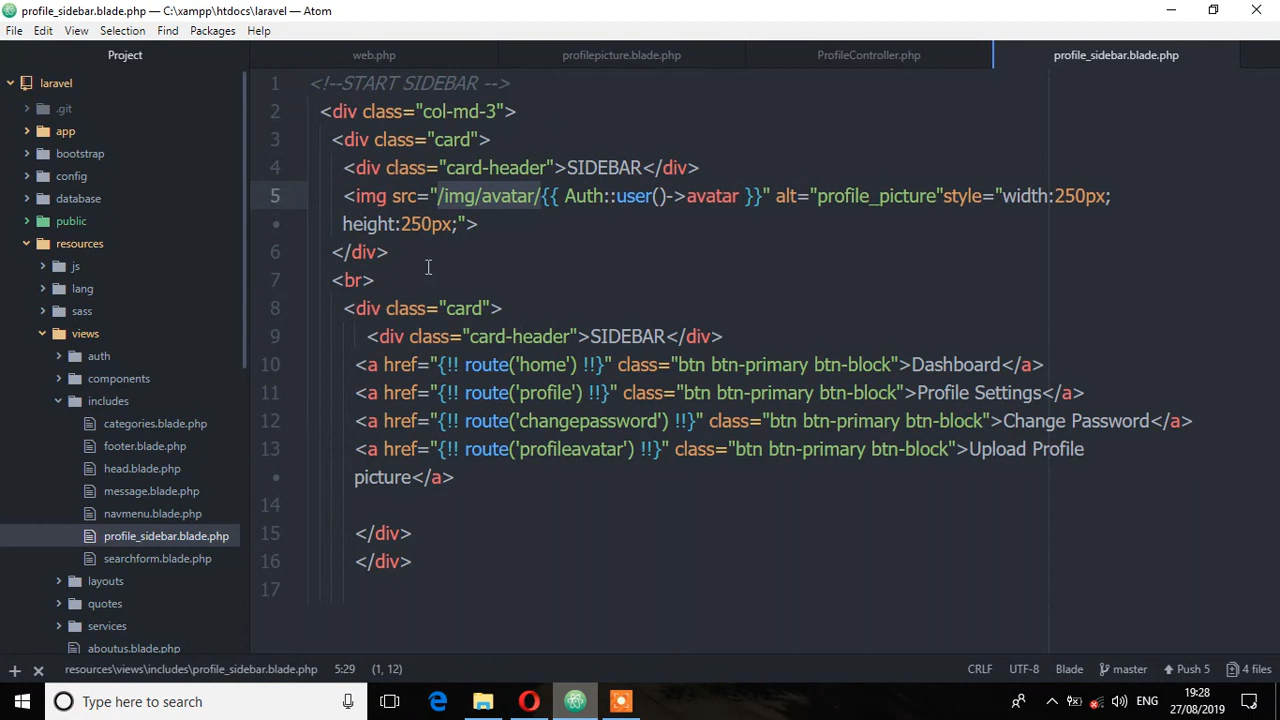 profile_sidebar.blade.php — C:\xampp\htdocs\laravel — Atom
File Edit View Selection Find Packages Help
Project
web.php profilepicture.blade.php ProfileController.php profile_sidebar.blade.php
laravel
.git
app
bootstrap
config
database
public
resources
js
lang
sass
views
auth
components
includes
categories.blade.php
footer.blade.php
head.blade.php
message.blade.php
navmenu.blade.php
profile_sidebar.blade.php
searchform.blade.php
layouts
quotes
services
aboutus.blade.php
1 <!--START SIDEBAR -->
2 <div class="col-md-3">
3 <div class="card">
4 <div class="card-header">SIDEBAR</div>
5 <img src="/img/avatar/{{ Auth::user()->avatar }}" alt="profile_picture"style="width:250px;
• height:250px;">
6 </div>
7 <br>
8 <div class="card">
9 <div class="card-header">SIDEBAR</div>
10 <a href="{!! route('home') !!}" class="btn btn-primary btn-block">Dashboard</a>
11 <a href="{!! route('profile') !!}" class="btn btn-primary btn-block">Profile Settings</a>
12 <a href="{!! route('changepassword') !!}" class="btn btn-primary btn-block">Change Password</a>
13 <a href="{!! route('profileavatar') !!}" class="btn btn-primary btn-block">Upload Profile
• picture</a>
14
15 </div>
16 </div>
17
resources\views\includes\profile_sidebar.blade.php 5:29 (1, 12) CRLF UTF-8 Blade master Push 5 4 files
Type here to search ENG 19:28
27/08/2019